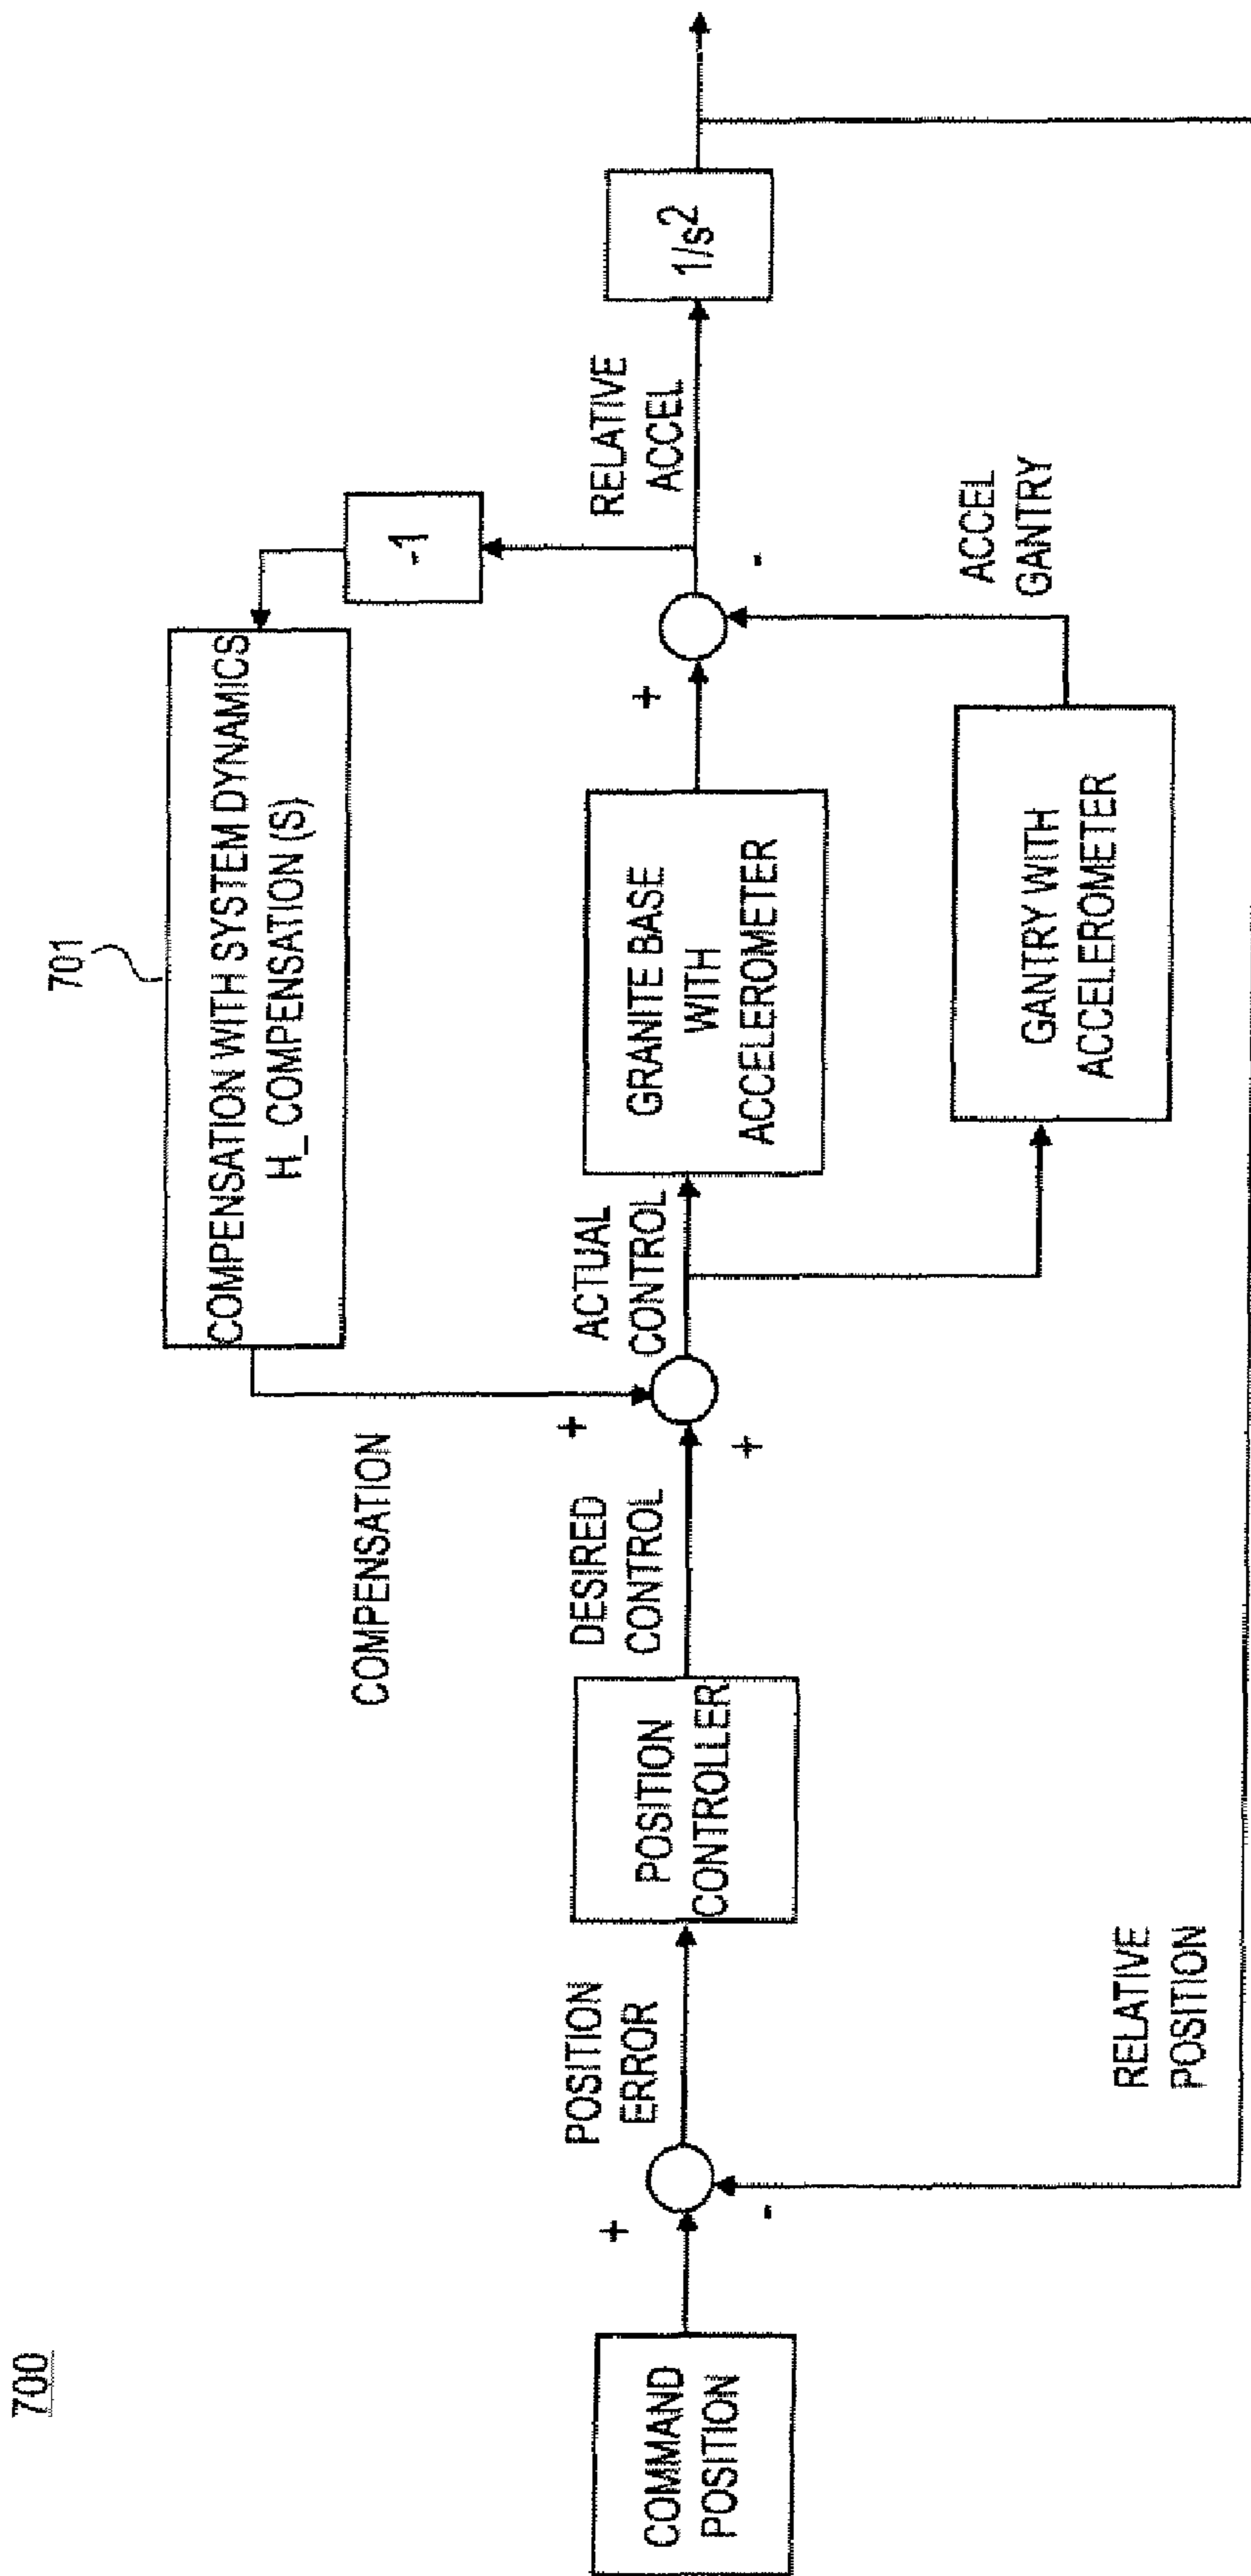 700
701
COMPENSATION WITH SYSTEM DYNAMICS
H_COMPENSATION (S)
-1
COMPENSATION
COMMAND
POSITION
+
-
POSITION
ERROR
POSITION
CONTROLLER
DESIRED
CONTROL
+
+
ACTUAL
CONTROL
GRANITE BASE
WITH
ACCELEROMETER
+
-
RELATIVE
ACCEL
1/s²
GANTRY WITH
ACCELEROMETER
ACCEL
GANTRY
RELATIVE
POSITION